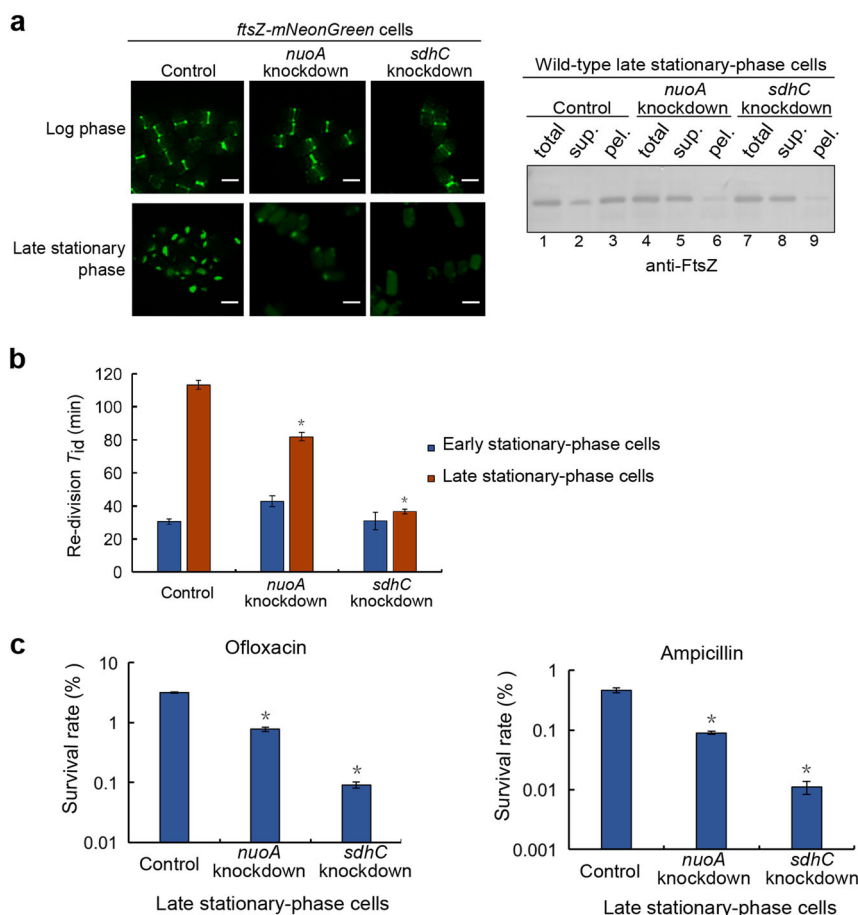 a
ftsZ-mNeonGreen cells
Control
nuoA
knockdown
sdhC
knockdown
Log phase
Late stationary
phase
Wild-type late stationary-phase cells
Control
nuoA
knockdown
sdhC
knockdown
total sup. pel. total sup. pel. total sup. pel.
1 2 3 4 5 6 7 8 9
anti-FtsZ
b
Re-division Tid (min)
120
100
80
60
40
20
0
*
*
Control
nuoA
knockdown
sdhC
knockdown
Early stationary-phase cells
Late stationary-phase cells
c
Ofloxacin
Survival rate (% )
10
1
0.1
0.01
*
*
Control
nuoA
knockdown
sdhC
knockdown
Late stationary-phase cells
Ampicillin
Survival rate (% )
1
0.1
0.01
0.001
*
*
Control
nuoA
knockdown
sdhC
knockdown
Late stationary-phase cells